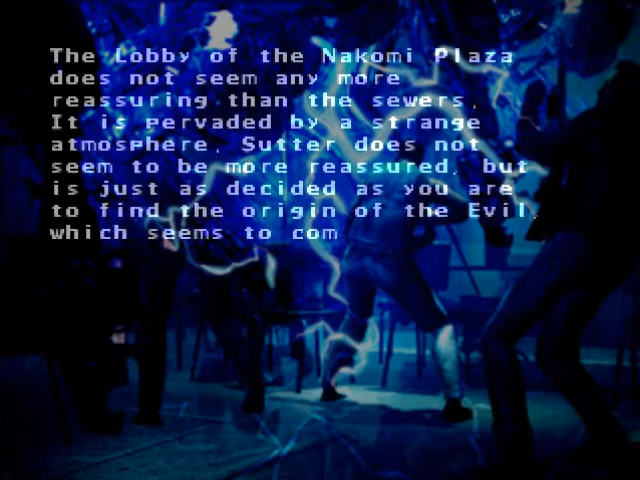 The Lobby of the Nakomi Plaza
does not seem any more
reassuring than the sewers.
It is pervaded by a strange
atmosphere. Sutter does not
seem to be more reassured, but
is just as decided as you are
to find the origin of the Evil,
which seems to com